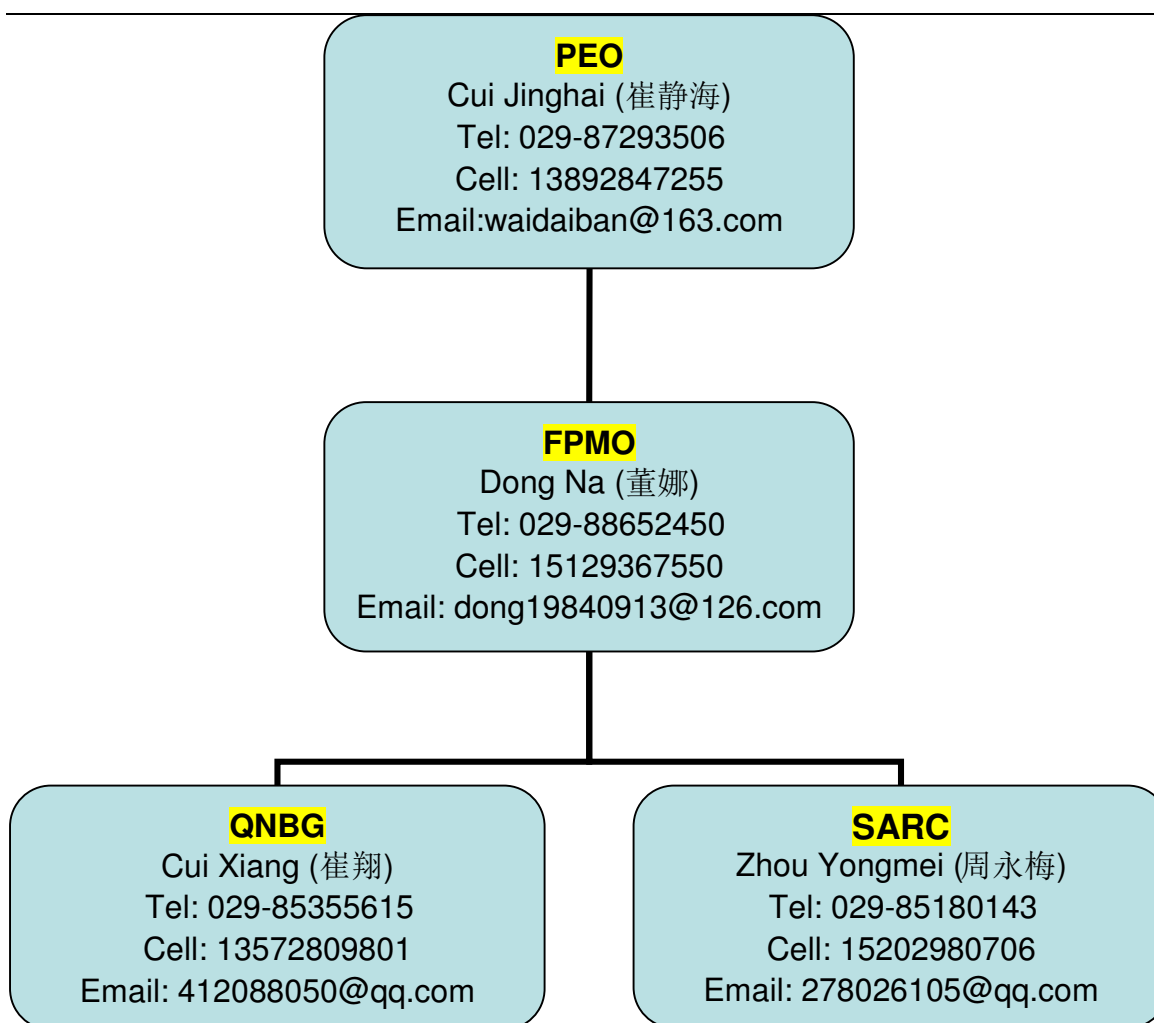 PEO
Cui Jinghai (崔静海)
Tel: 029-87293506
Cell: 13892847255
Email:waidaiban@163.com
FPMO
Dong Na (董娜)
Tel: 029-88652450
Cell: 15129367550
Email: dong19840913@126.com
QNBG
Cui Xiang (崔翔)
Tel: 029-85355615
Cell: 13572809801
Email: 412088050@qq.com
SARC
Zhou Yongmei (周永梅)
Tel: 029-85180143
Cell: 15202980706
Email: 278026105@qq.com